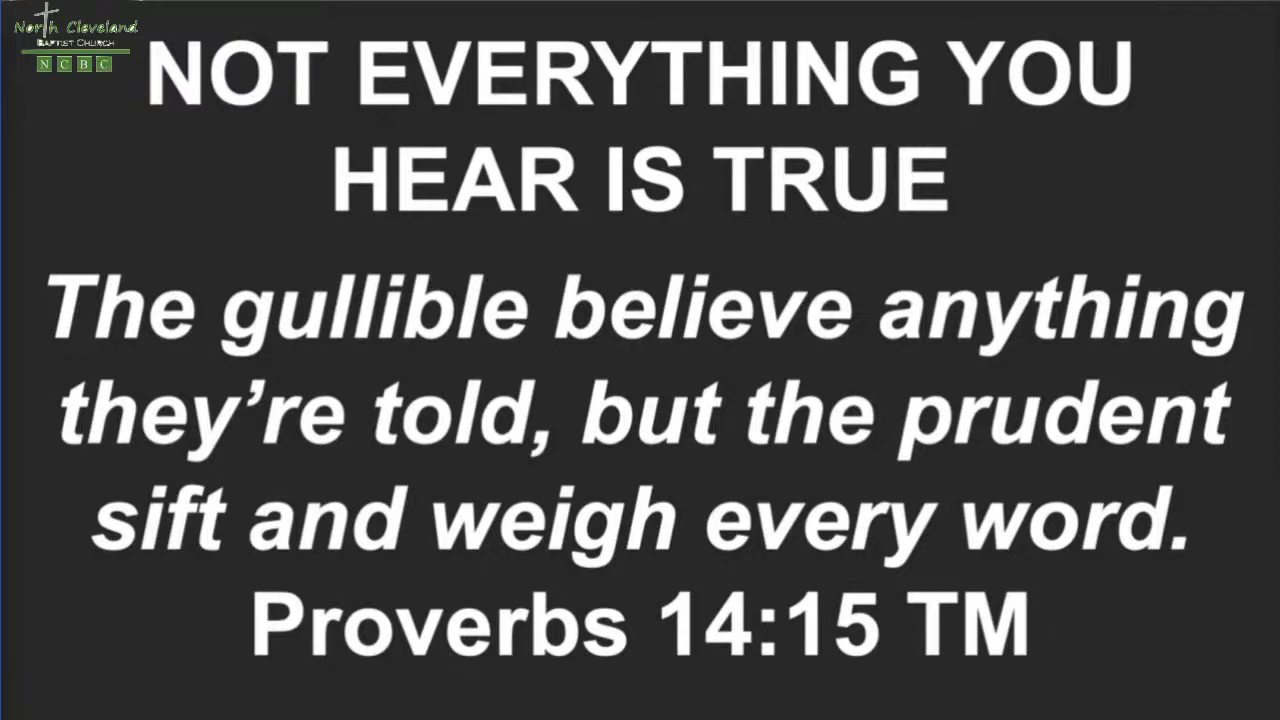 North Cleveland
BAPTIST CHURCH
N C B C
NOT EVERYTHING YOU
HEAR IS TRUE
The gullible believe anything
they’re told, but the prudent
sift and weigh every word.
Proverbs 14:15 TM